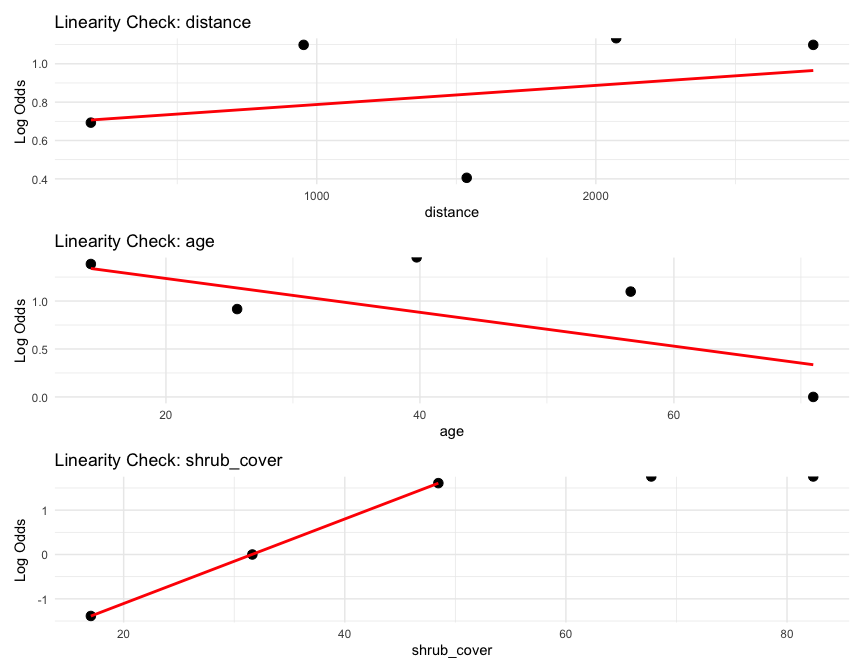 Linearity Check: distance
1.0
0.8
0.6
0.4
Log Odds
1000
2000
distance
Linearity Check: age
1.0
0.5
0.0
Log Odds
20
40
60
age
Linearity Check: shrub_cover
1
0
-1
Log Odds
20
40
60
80
shrub_cover